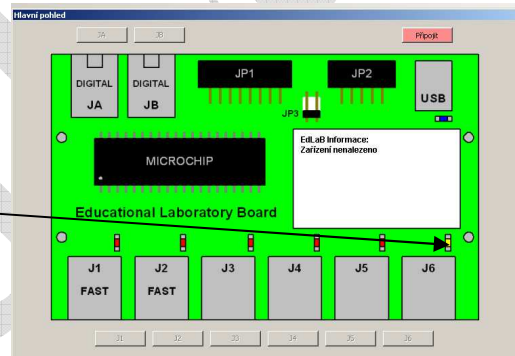 Hlavní pohled
JA JB Připojit
DIGITAL
JA
DIGITAL
JB
JP1
JP2
USB
JP3
EdLaB Informace:
Zařízení nenalezeno
MICROCHIP
Educational Laboratory Board
J1
FAST
J2
FAST
J3
J4
J5
J6
J1 J2 J3 J4 J5 J6